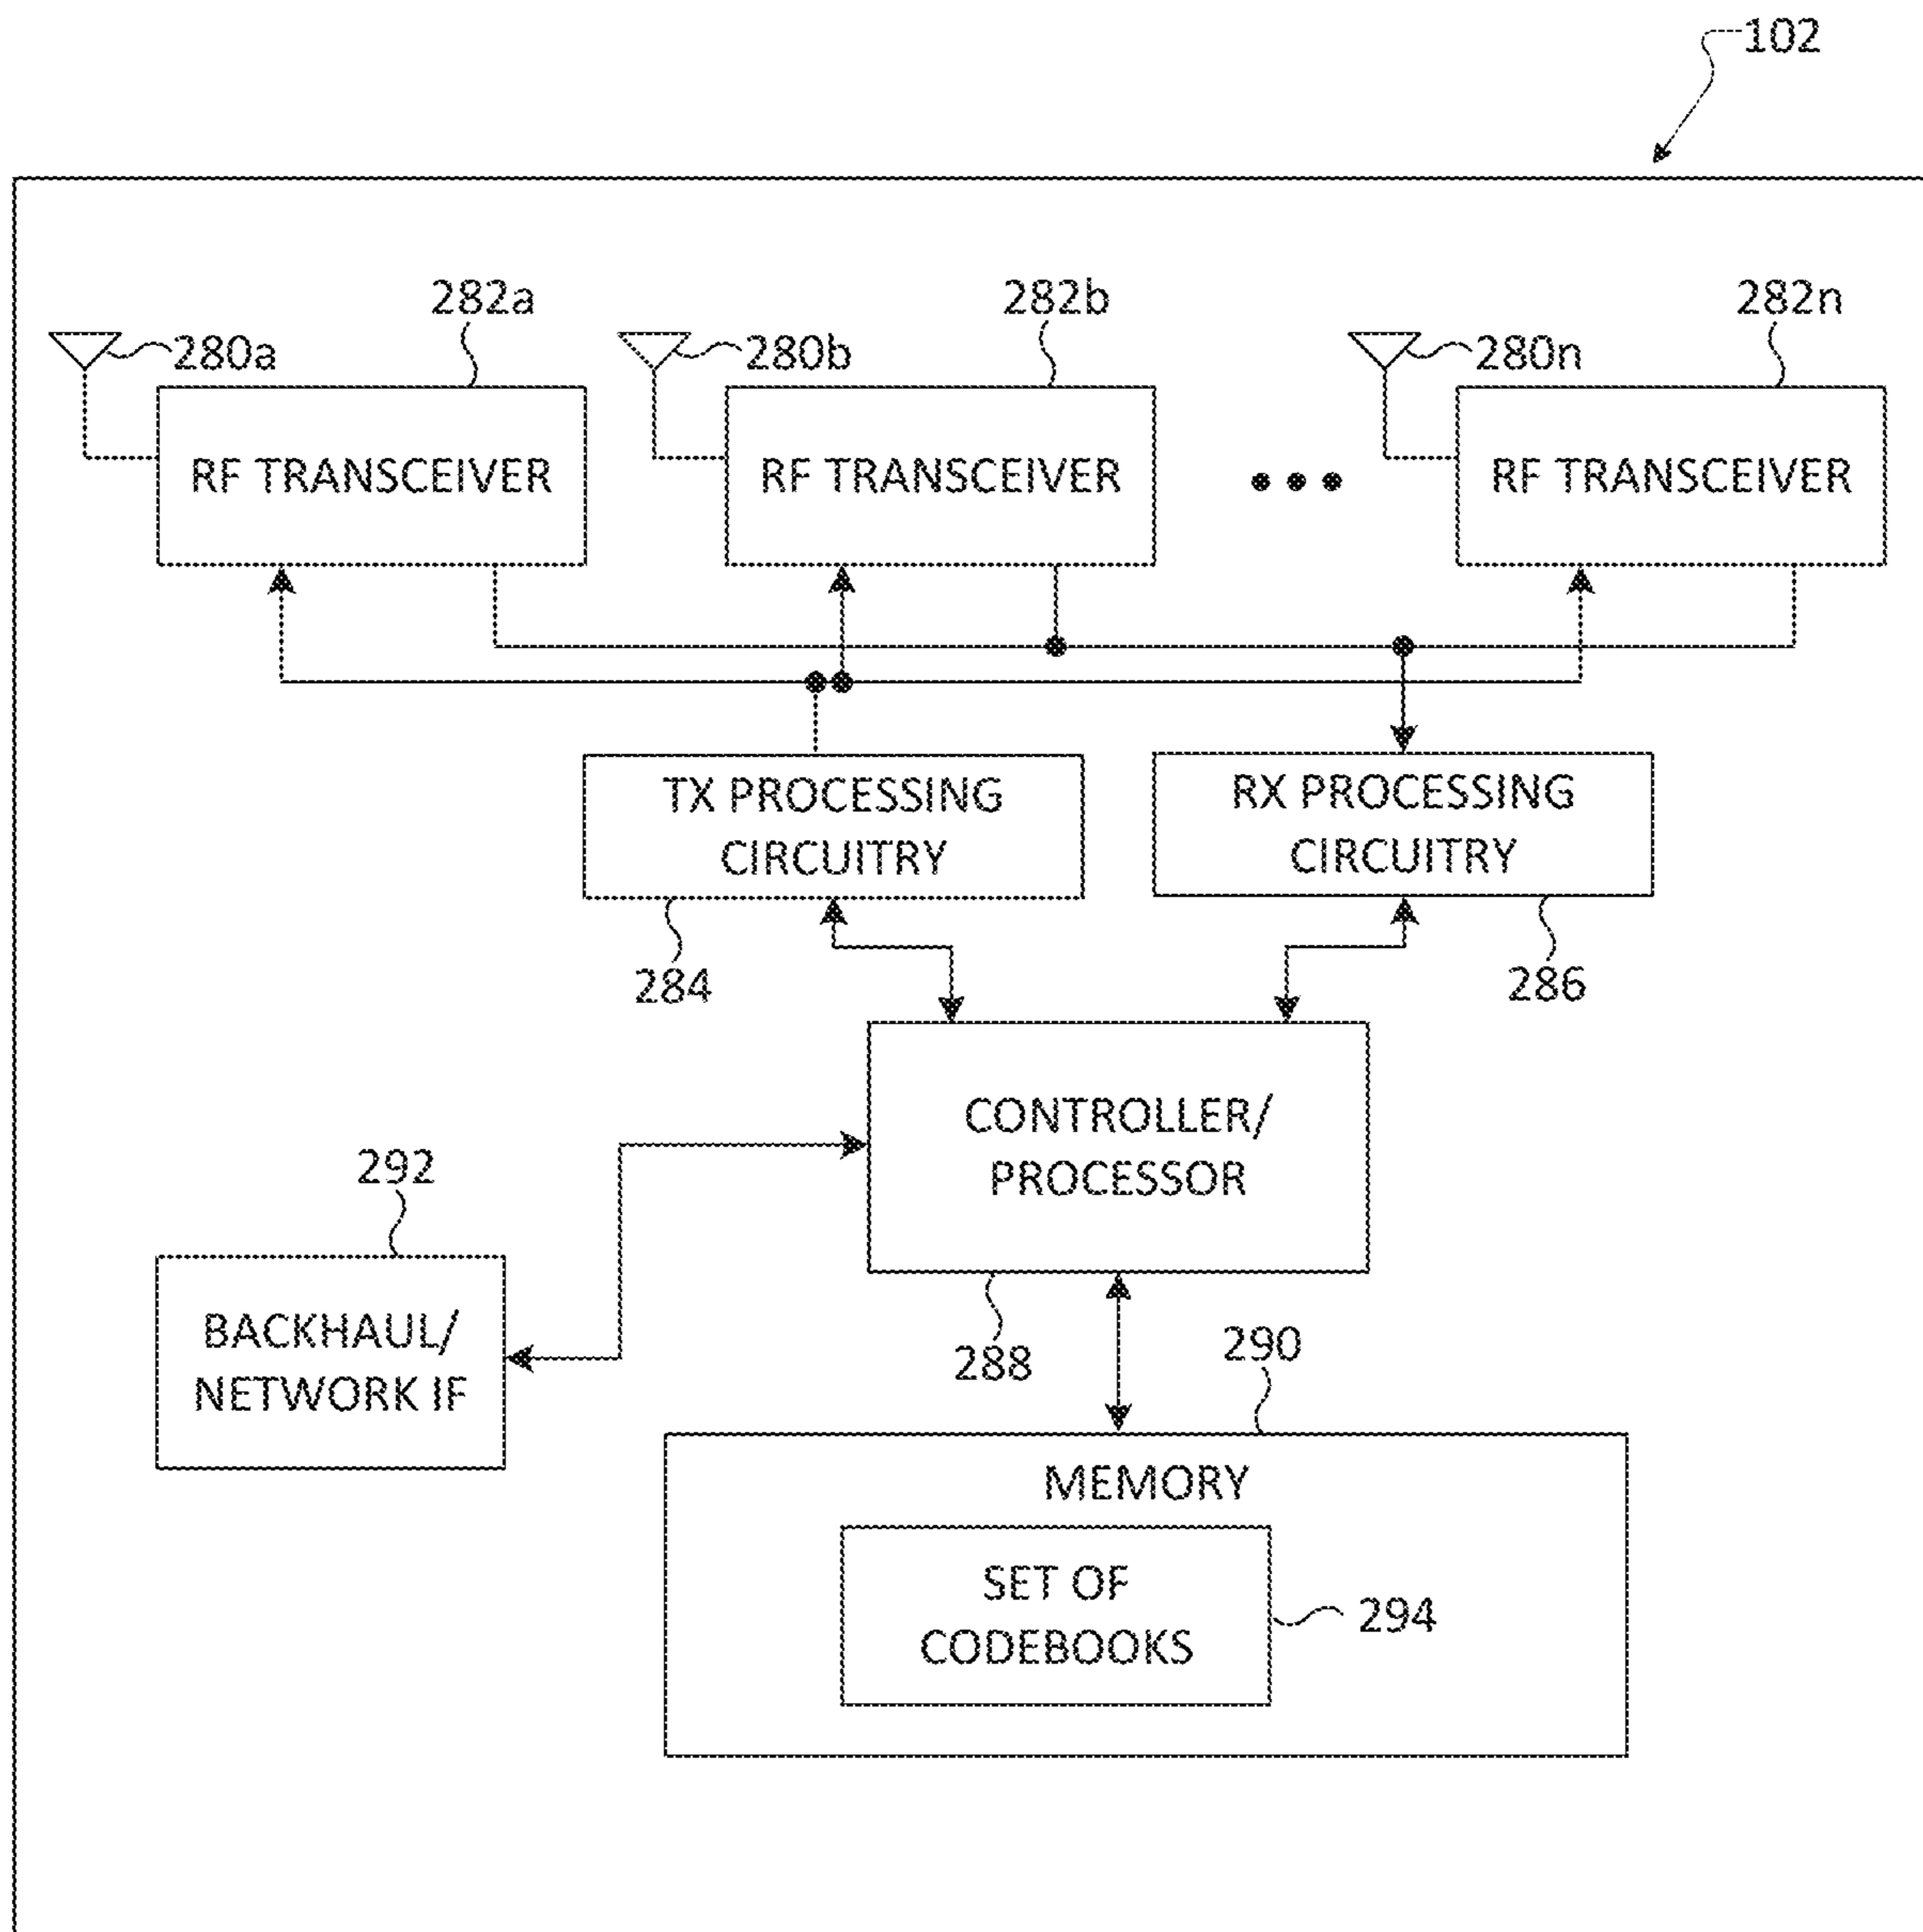 102
282a
282b
282n
280a
280b
280n
RF TRANSCEIVER
RF TRANSCEIVER
RF TRANSCEIVER
TX PROCESSING
CIRCUITRY
RX PROCESSING
CIRCUITRY
284
286
CONTROLLER/
PROCESSOR
292
BACKHAUL/
NETWORK IF
288
290
MEMORY
SET OF
CODEBOOKS
294